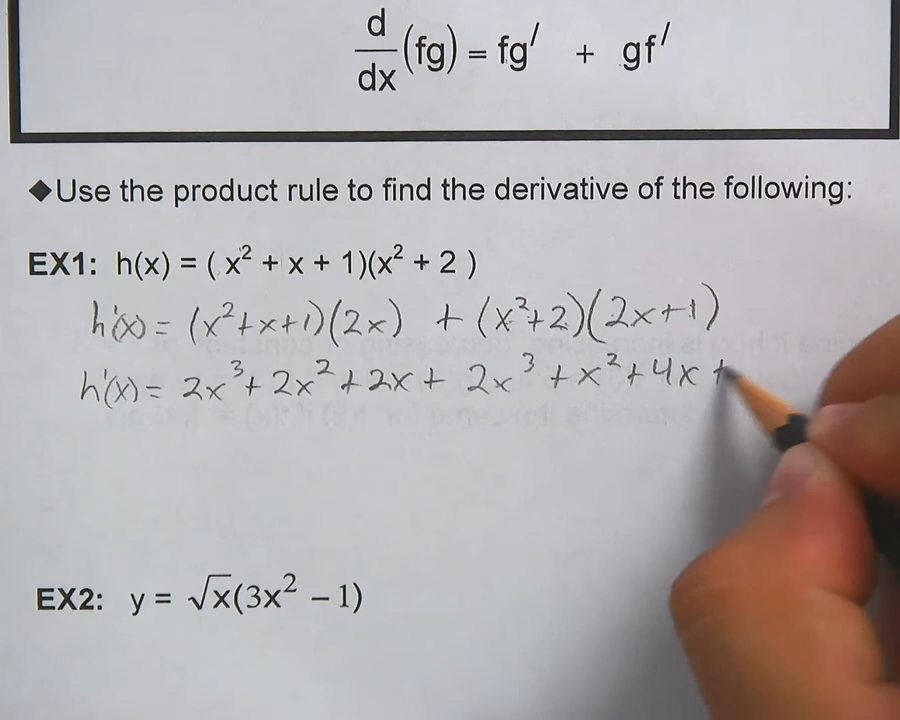 d/dx (fg) = fg′ + gf′
◆Use the product rule to find the derivative of the following:
EX1: h(x) = ( x² + x + 1)(x² + 2 )
h'(x) = (x²+x+1)(2x) + (x²+2)(2x+1)
h'(x) = 2x³ + 2x² + 2x + 2x³ + x² + 4x +
EX2: y = √x(3x² − 1)